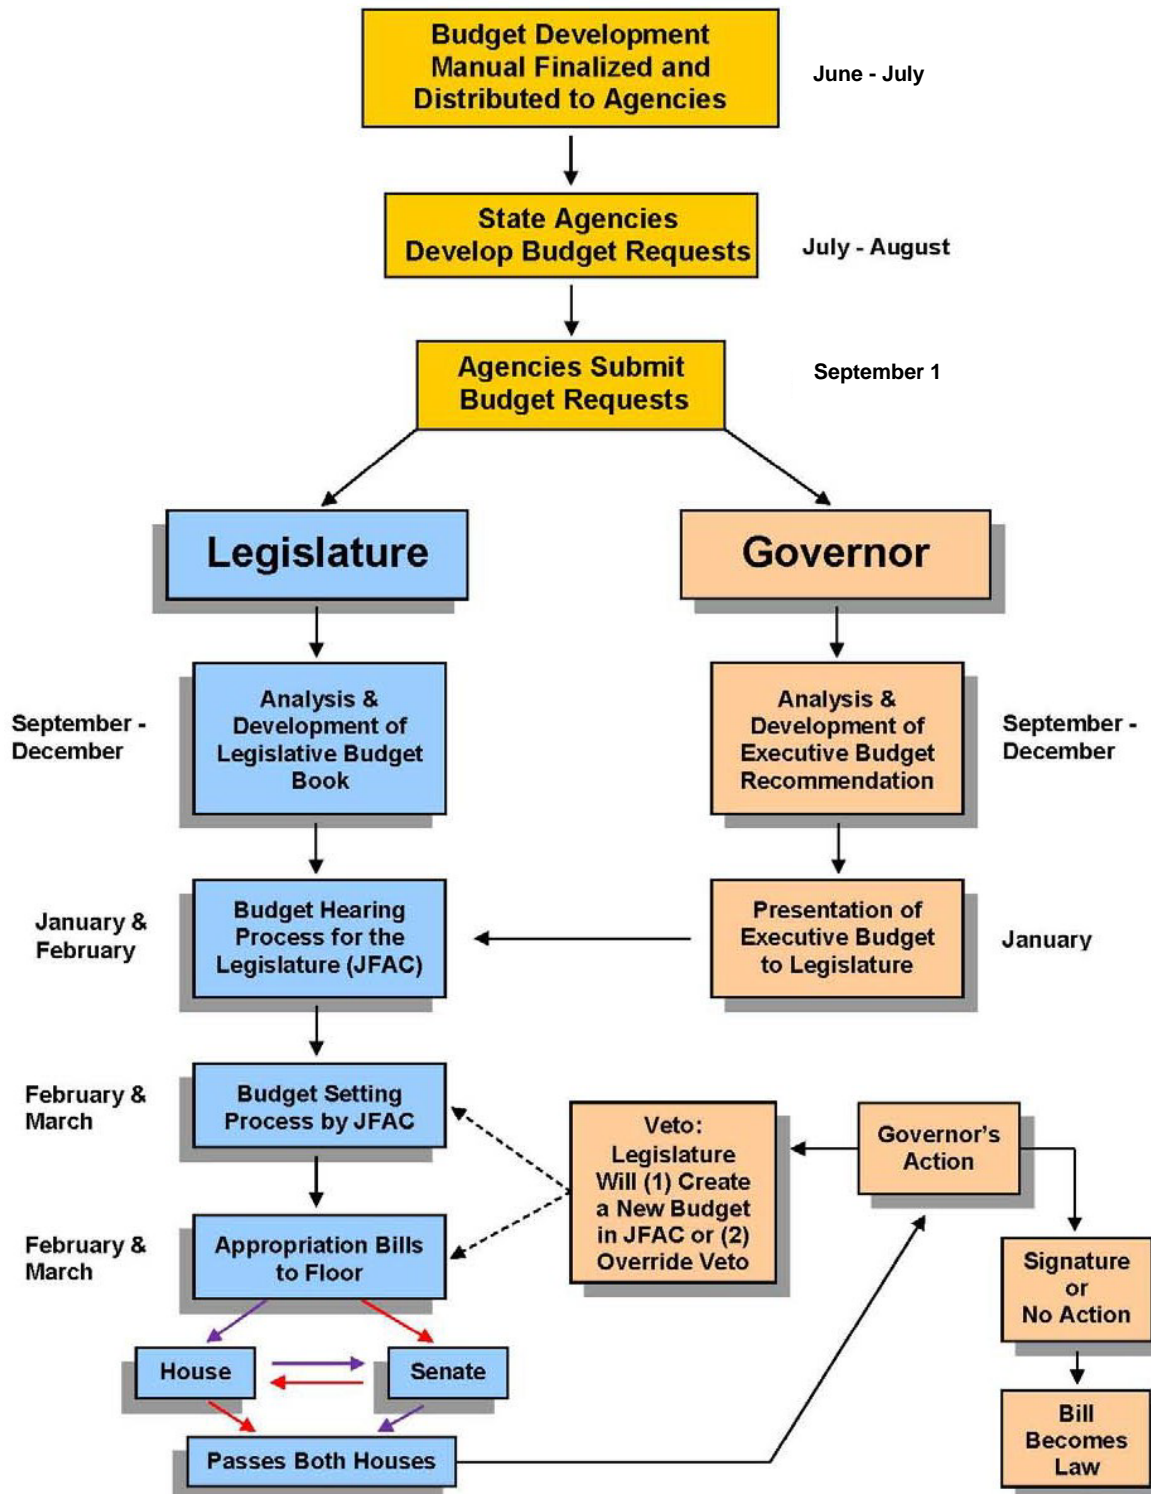 Budget Development
Manual Finalized and
Distributed to Agencies
June - July
State Agencies
Develop Budget Requests
July - August
Agencies Submit
Budget Requests
September 1
Legislature
Governor
September -
December
Analysis &
Development of
Legislative Budget
Book
Analysis &
Development of
Executive Budget
Recommendation
September -
December
January &
February
Budget Hearing
Process for the
Legislature (JFAC)
Presentation of
Executive Budget
to Legislature
January
February &
March
Budget Setting
Process by JFAC
Veto:
Legislature
Will (1) Create
a New Budget
in JFAC or (2)
Override Veto
Governor's
Action
February &
March
Appropriation Bills
to Floor
Signature
or
No Action
House
Senate
Passes Both Houses
Bill
Becomes
Law